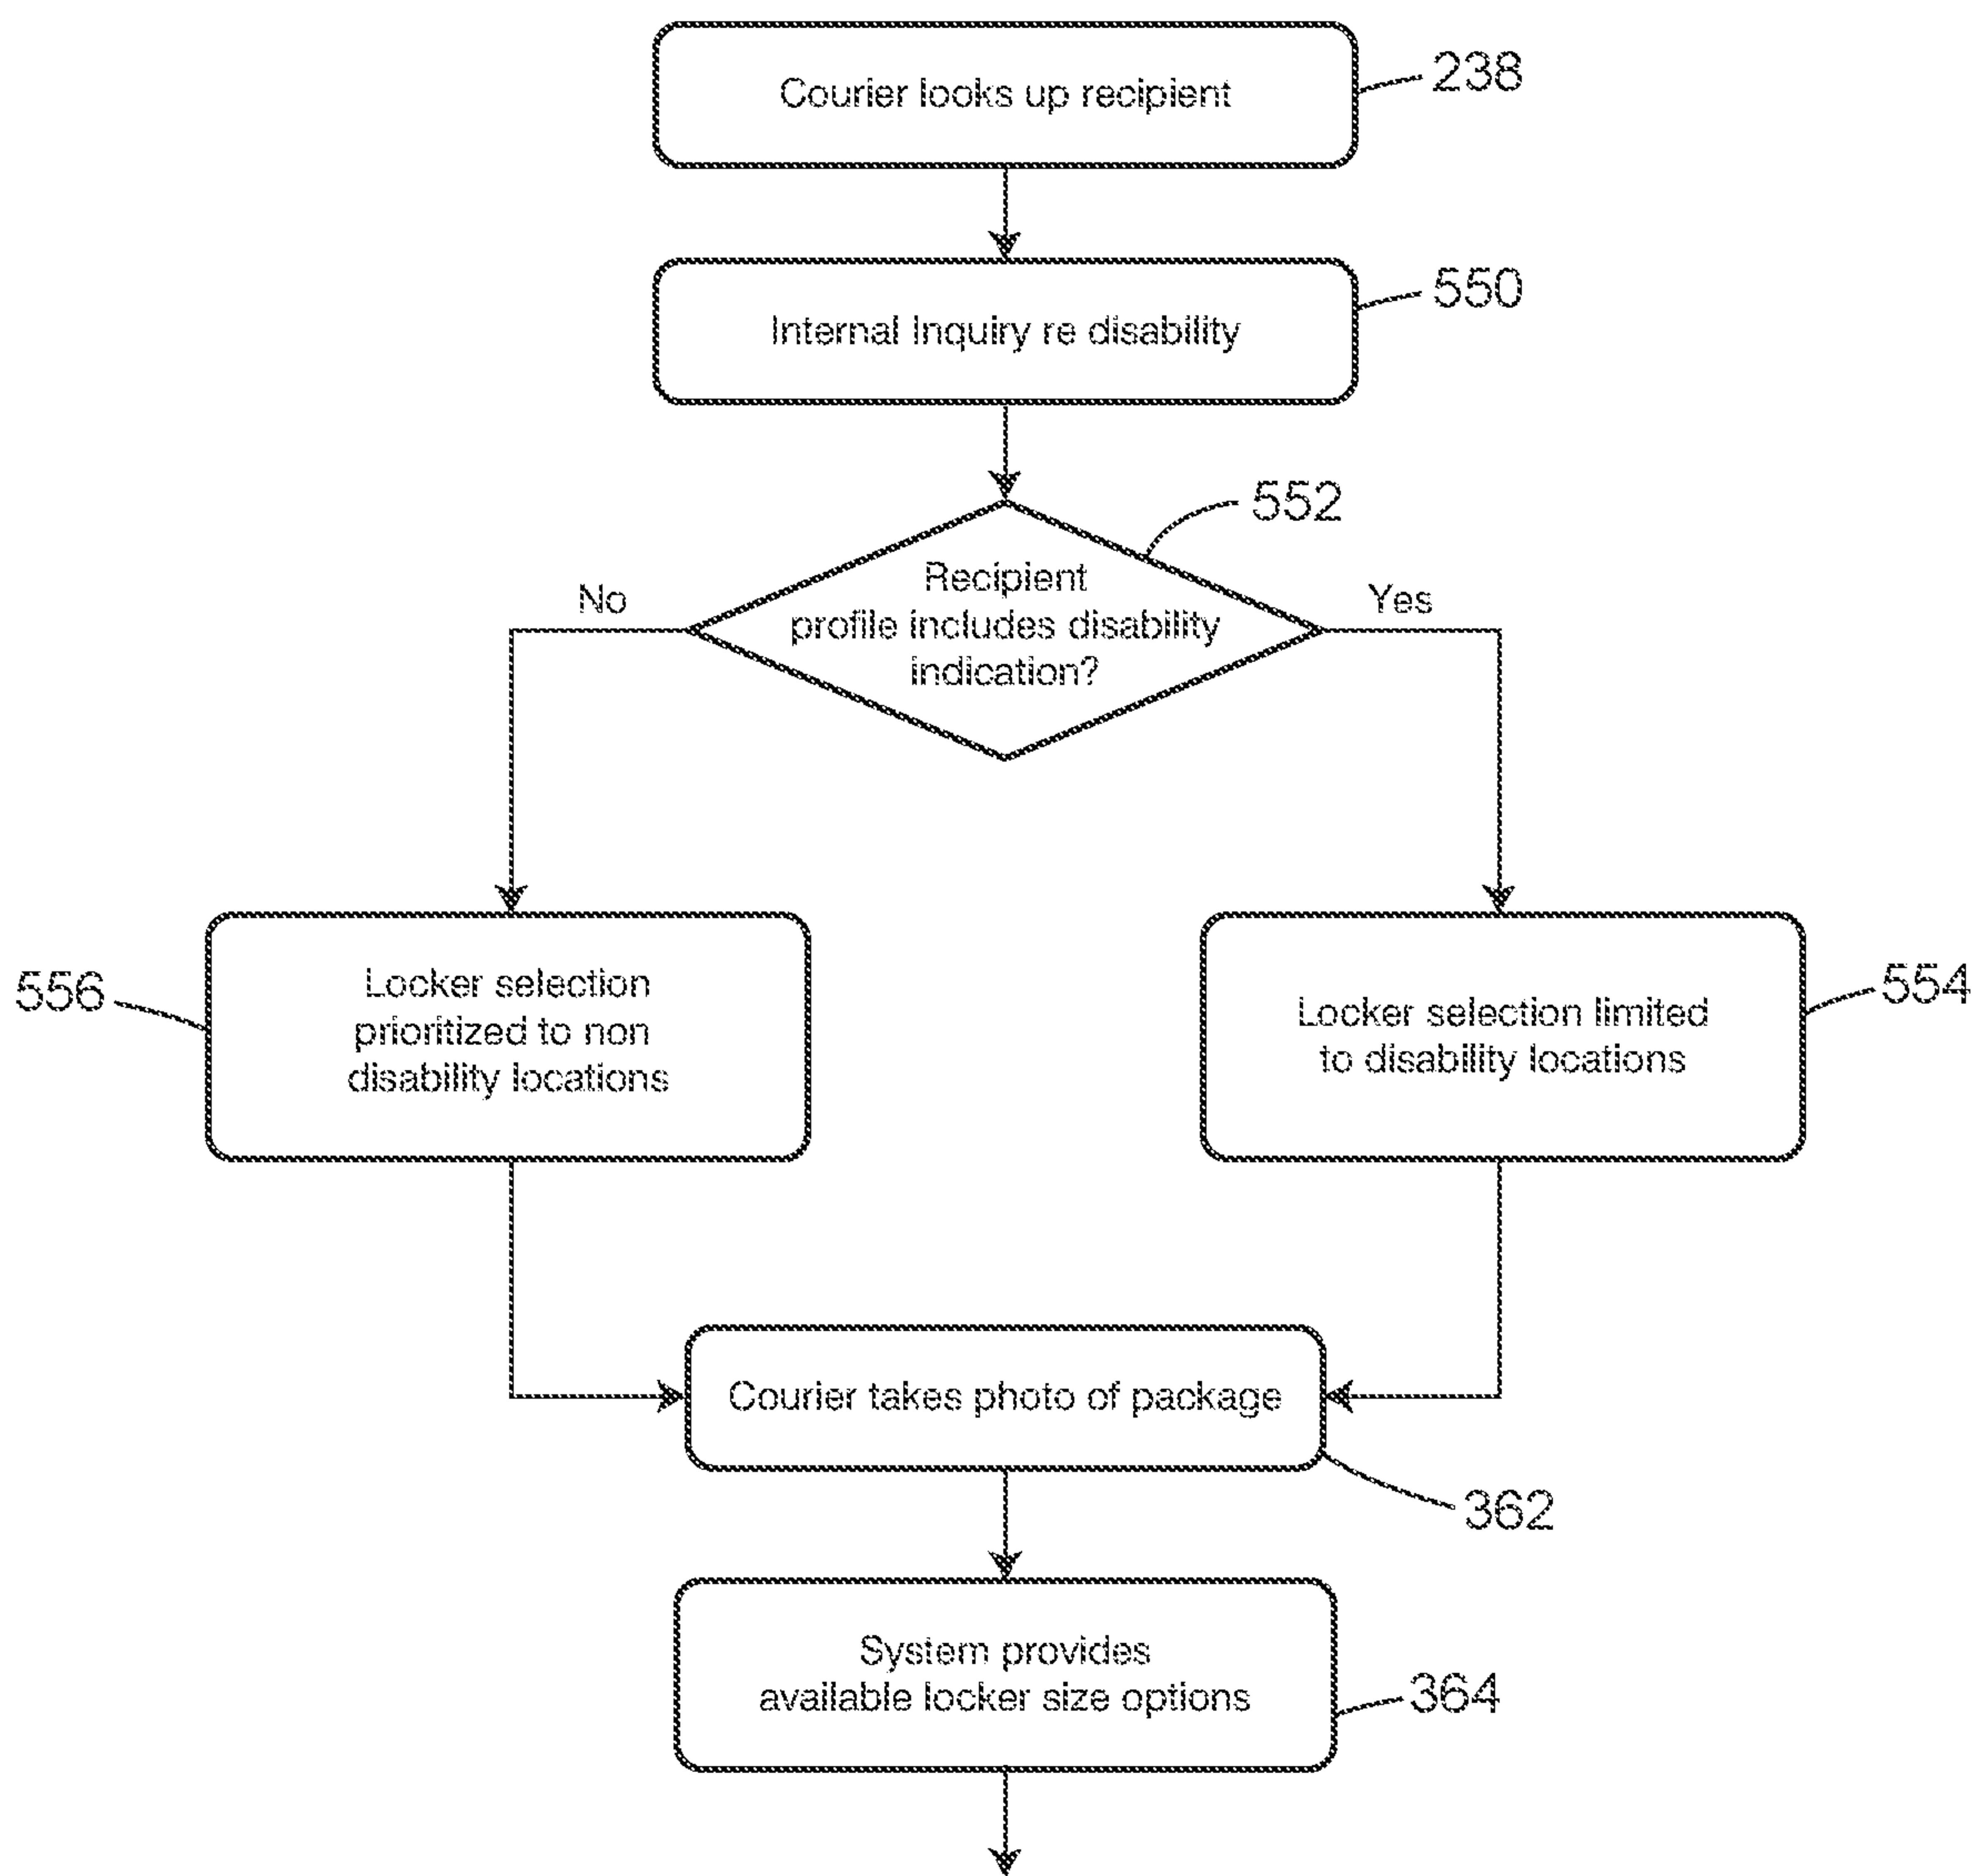 Courier looks up recipient
238
Internal Inquiry re disability
550
552
Recipient
profile includes disability
indication?
No
Yes
556
Locker selection
prioritized to non
disability locations
Locker selection limited
to disability locations
554
Courier takes photo of package
362
System provides
available locker size options
364